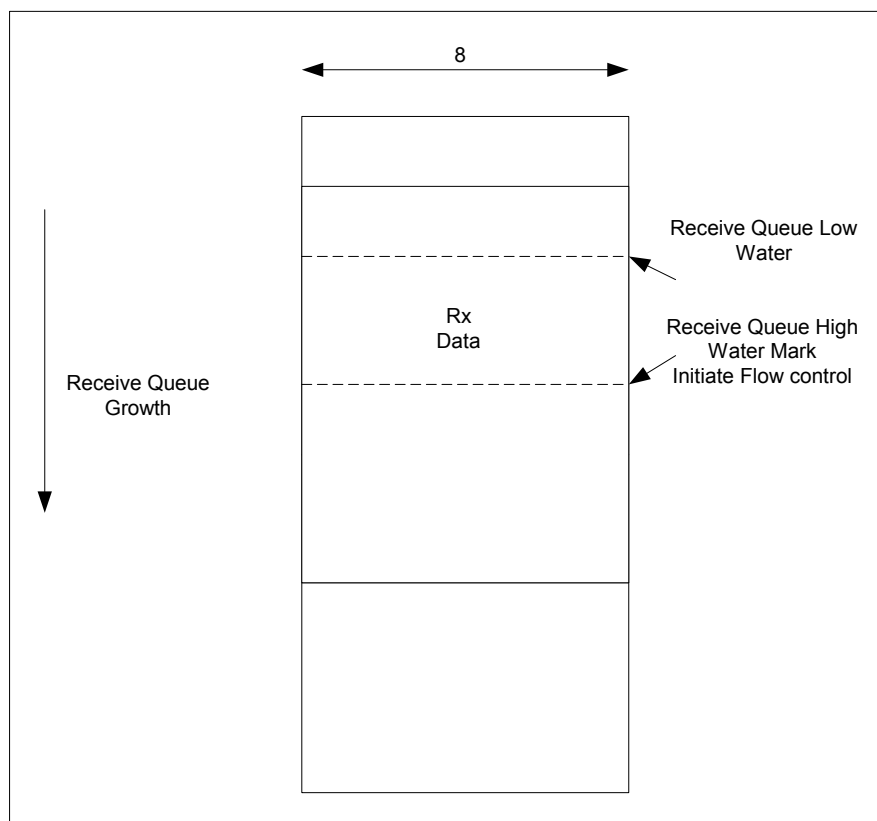 8
Receive Queue Low
Water
Rx
Data
Receive Queue High
Water Mark
Initiate Flow control
Receive Queue
Growth